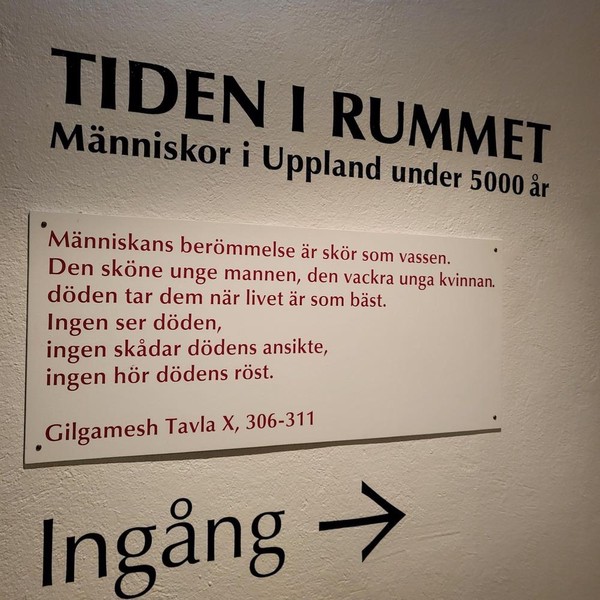 TIDEN I RUMMET
Människor i Uppland under 5000 år
Människans berömmelse är skör som vassen.
Den sköne unge mannen, den vackra unga kvinnan.
döden tar dem när livet är som bäst.
Ingen ser döden,
ingen skådar dödens ansikte,
ingen hör dödens röst.
Gilgamesh Tavla X, 306-311
Ingång →